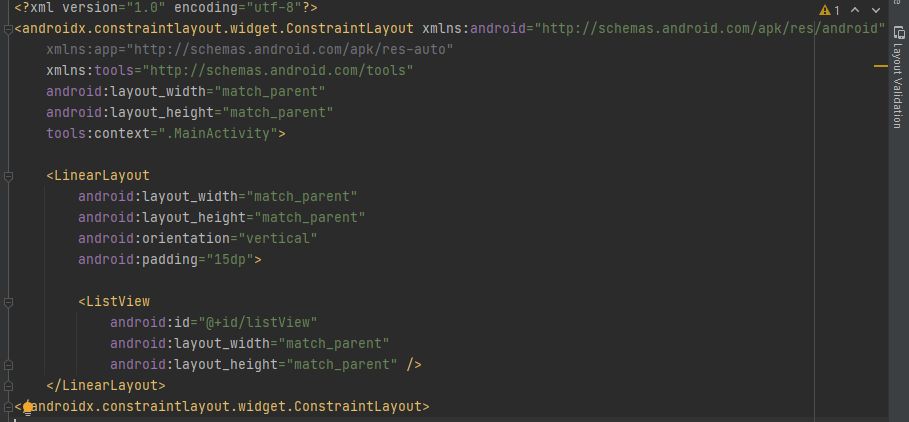 <?xml version="1.0" encoding="utf-8"?>
1
<androidx.constraintlayout.widget.ConstraintLayout xmlns:android="http://schemas.android.com/apk/res/android"
    xmlns:app="http://schemas.android.com/apk/res-auto"
    xmlns:tools="http://schemas.android.com/tools"
    android:layout_width="match_parent"
    android:layout_height="match_parent"
    tools:context=".MainActivity">
    <LinearLayout
        android:layout_width="match_parent"
        android:layout_height="match_parent"
        android:orientation="vertical"
        android:padding="15dp">
        <ListView
            android:id="@+id/listView"
            android:layout_width="match_parent"
            android:layout_height="match_parent" />
    </LinearLayout>
<androidx.constraintlayout.widget.ConstraintLayout>
Layout Validation